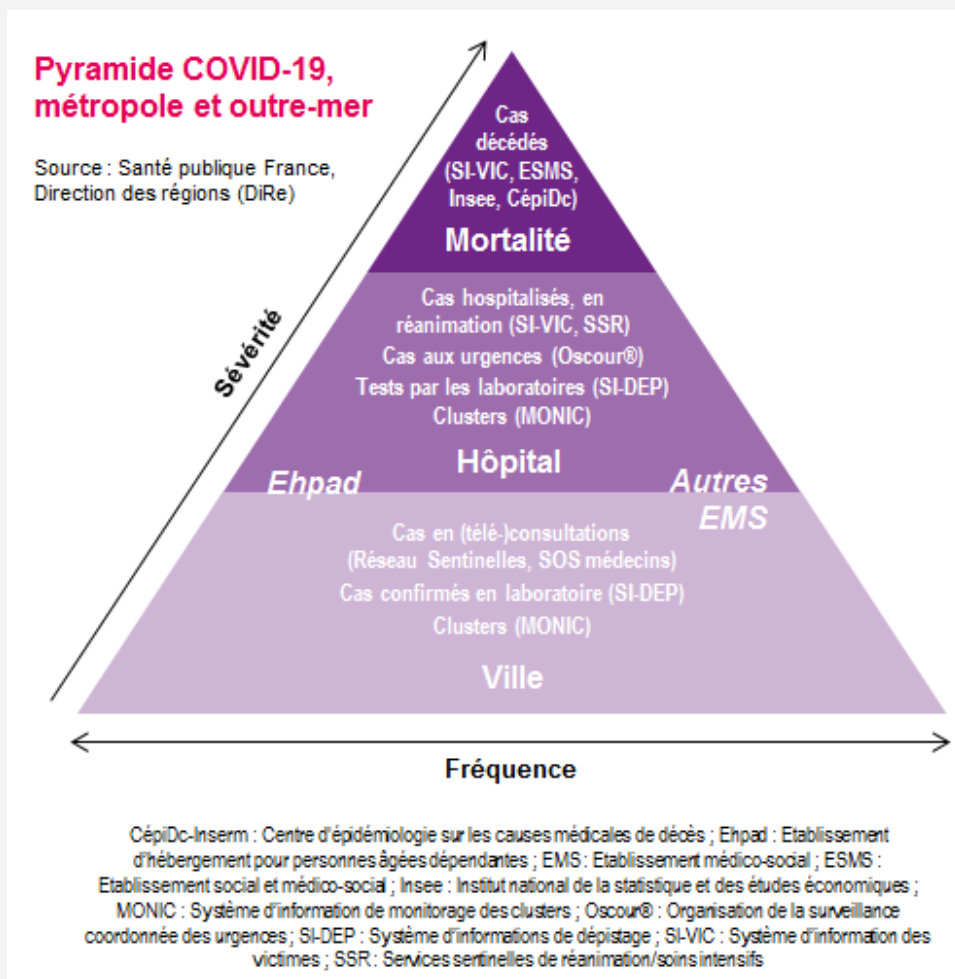 Pyramide COVID-19,
métropole et outre-mer
Source : Santé publique France,
Direction des régions (DiRe)
Cas
décédés
(SI-VIC, ESMS,
Insee, CépiDc)
Mortalité
Cas hospitalisés, en
réanimation (SI-VIC, SSR)
Cas aux urgences (Oscour®)
Tests par les laboratoires (SI-DEP)
Clusters (MONIC)
Hôpital
Sévérité
Ehpad
Autres
EMS
Cas en (télé-)consultations
(Réseau Sentinelles, SOS médecins)
Cas confirmés en laboratoire (SI-DEP)
Clusters (MONIC)
Ville
Fréquence
CépiDc-Inserm : Centre d'épidémiologie sur les causes médicales de décès ; Ehpad : Etablissement
d'hébergement pour personnes âgées dépendantes ; EMS : Etablissement médico-social ; ESMS :
Etablissement social et médico-social ; Insee : Institut national de la statistique et des études économiques ;
MONIC : Système d'information de monitorage des clusters ; Oscour® : Organisation de la surveillance
coordonnée des urgences ; SI-DEP : Système d'informations de dépistage ; SI-VIC : Système d'information des
victimes ; SSR : Services sentinelles de réanimation/soins intensifs